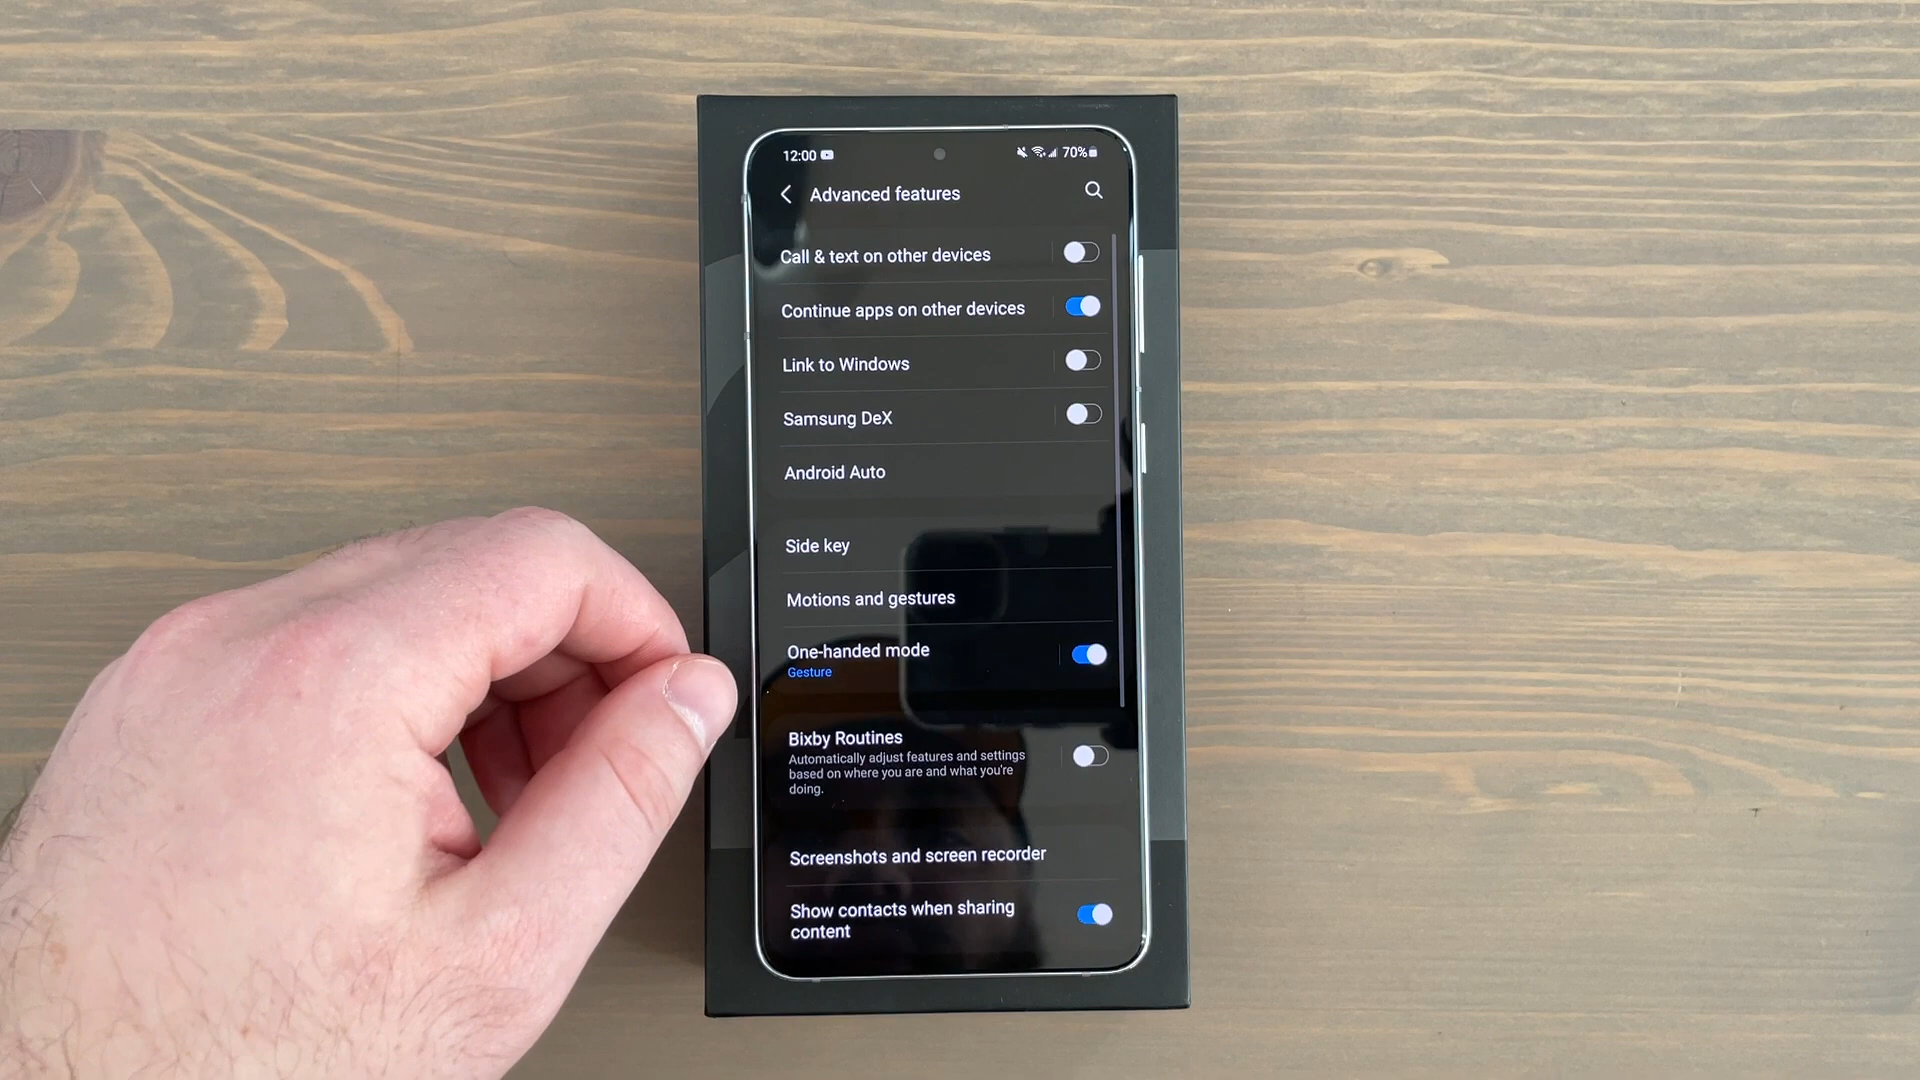 12:00
70%
Advanced features
Call & text on other devices
Continue apps on other devices
Link to Windows
Samsung DeX
Android Auto
Side key
Motions and gestures
One-handed mode
Gesture
Bixby Routines
Automatically adjust features and settings
based on where you are and what you're
doing.
Screenshots and screen recorder
Show contacts when sharing
content